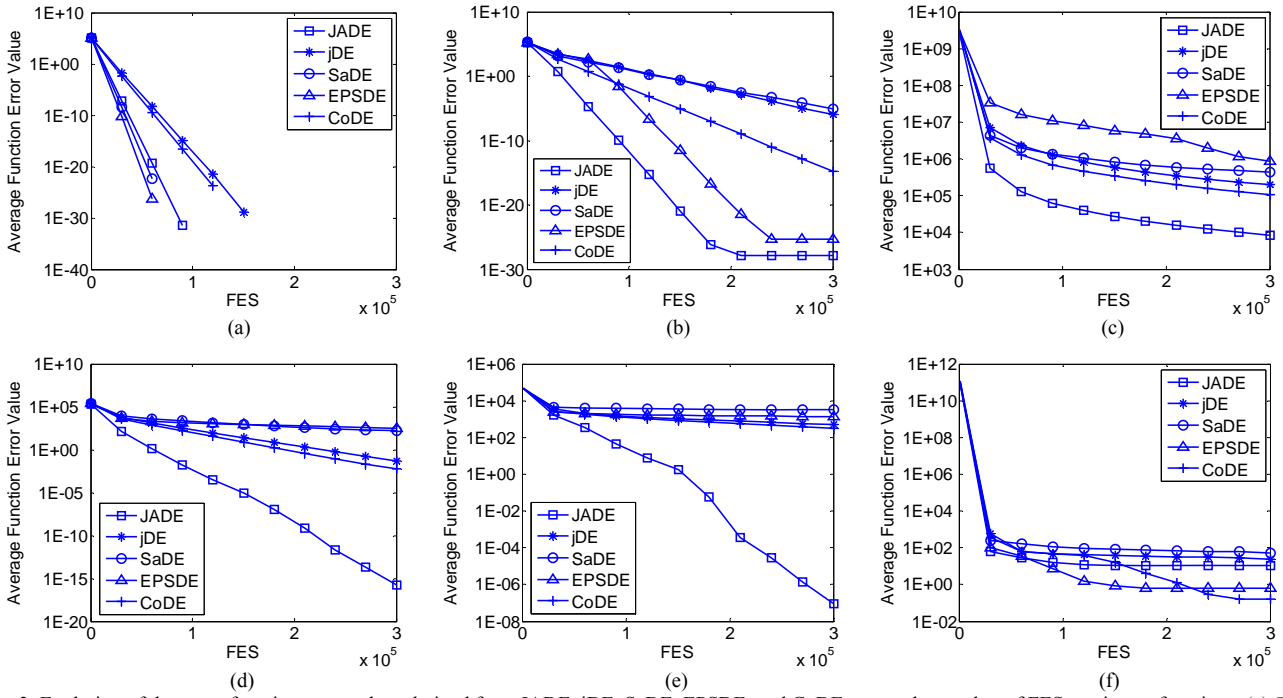 1E+10
1E+00
1E-10
1E-20
1E-30
1E-40
Average Function Error Value
0
1
2
3
x 10^5
FES
JADE
jDE
SaDE
EPSDE
CoDE
(a)
1E+10
1E+00
1E-10
1E-20
1E-30
Average Function Error Value
0
1
2
3
x 10^5
FES
JADE
jDE
SaDE
EPSDE
CoDE
(b)
1E+10
1E+09
1E+08
1E+07
1E+06
1E+05
1E+04
1E+03
Average Function Error Value
0
1
2
3
x 10^5
FES
JADE
jDE
SaDE
EPSDE
CoDE
(c)
1E+10
1E+05
1E+00
1E-05
1E-10
1E-15
1E-20
Average Function Error Value
0
1
2
3
x 10^5
FES
JADE
jDE
SaDE
EPSDE
CoDE
(d)
1E+06
1E+04
1E+02
1E+00
1E-02
1E-04
1E-06
1E-08
Average Function Error Value
0
1
2
3
x 10^5
FES
JADE
jDE
SaDE
EPSDE
CoDE
(e)
1E+12
1E+10
1E+08
1E+06
1E+04
1E+02
1E+00
1E-02
Average Function Error Value
0
1
2
3
x 10^5
FES
JADE
jDE
SaDE
EPSDE
CoDE
(f)